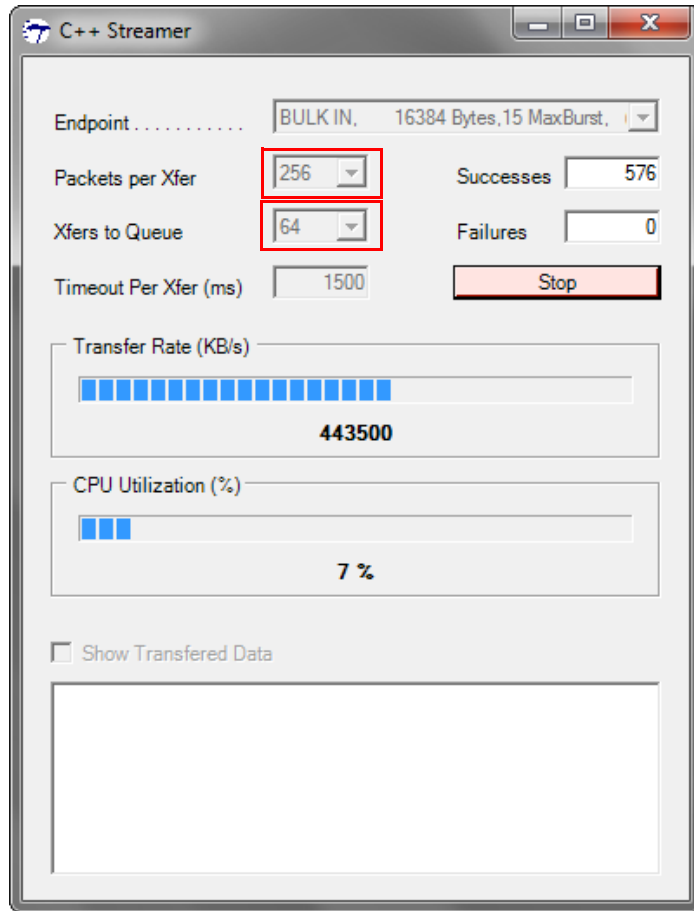 C++ Streamer
Endpoint . . . . . . . . . . . BULK IN, 16384 Bytes,15 MaxBurst,
Packets per Xfer 256 Successes 576
Xfers to Queue 64 Failures 0
Timeout Per Xfer (ms) 1500 Stop
Transfer Rate (KB/s)
443500
CPU Utilization (%)
7 %
Show Transfered Data